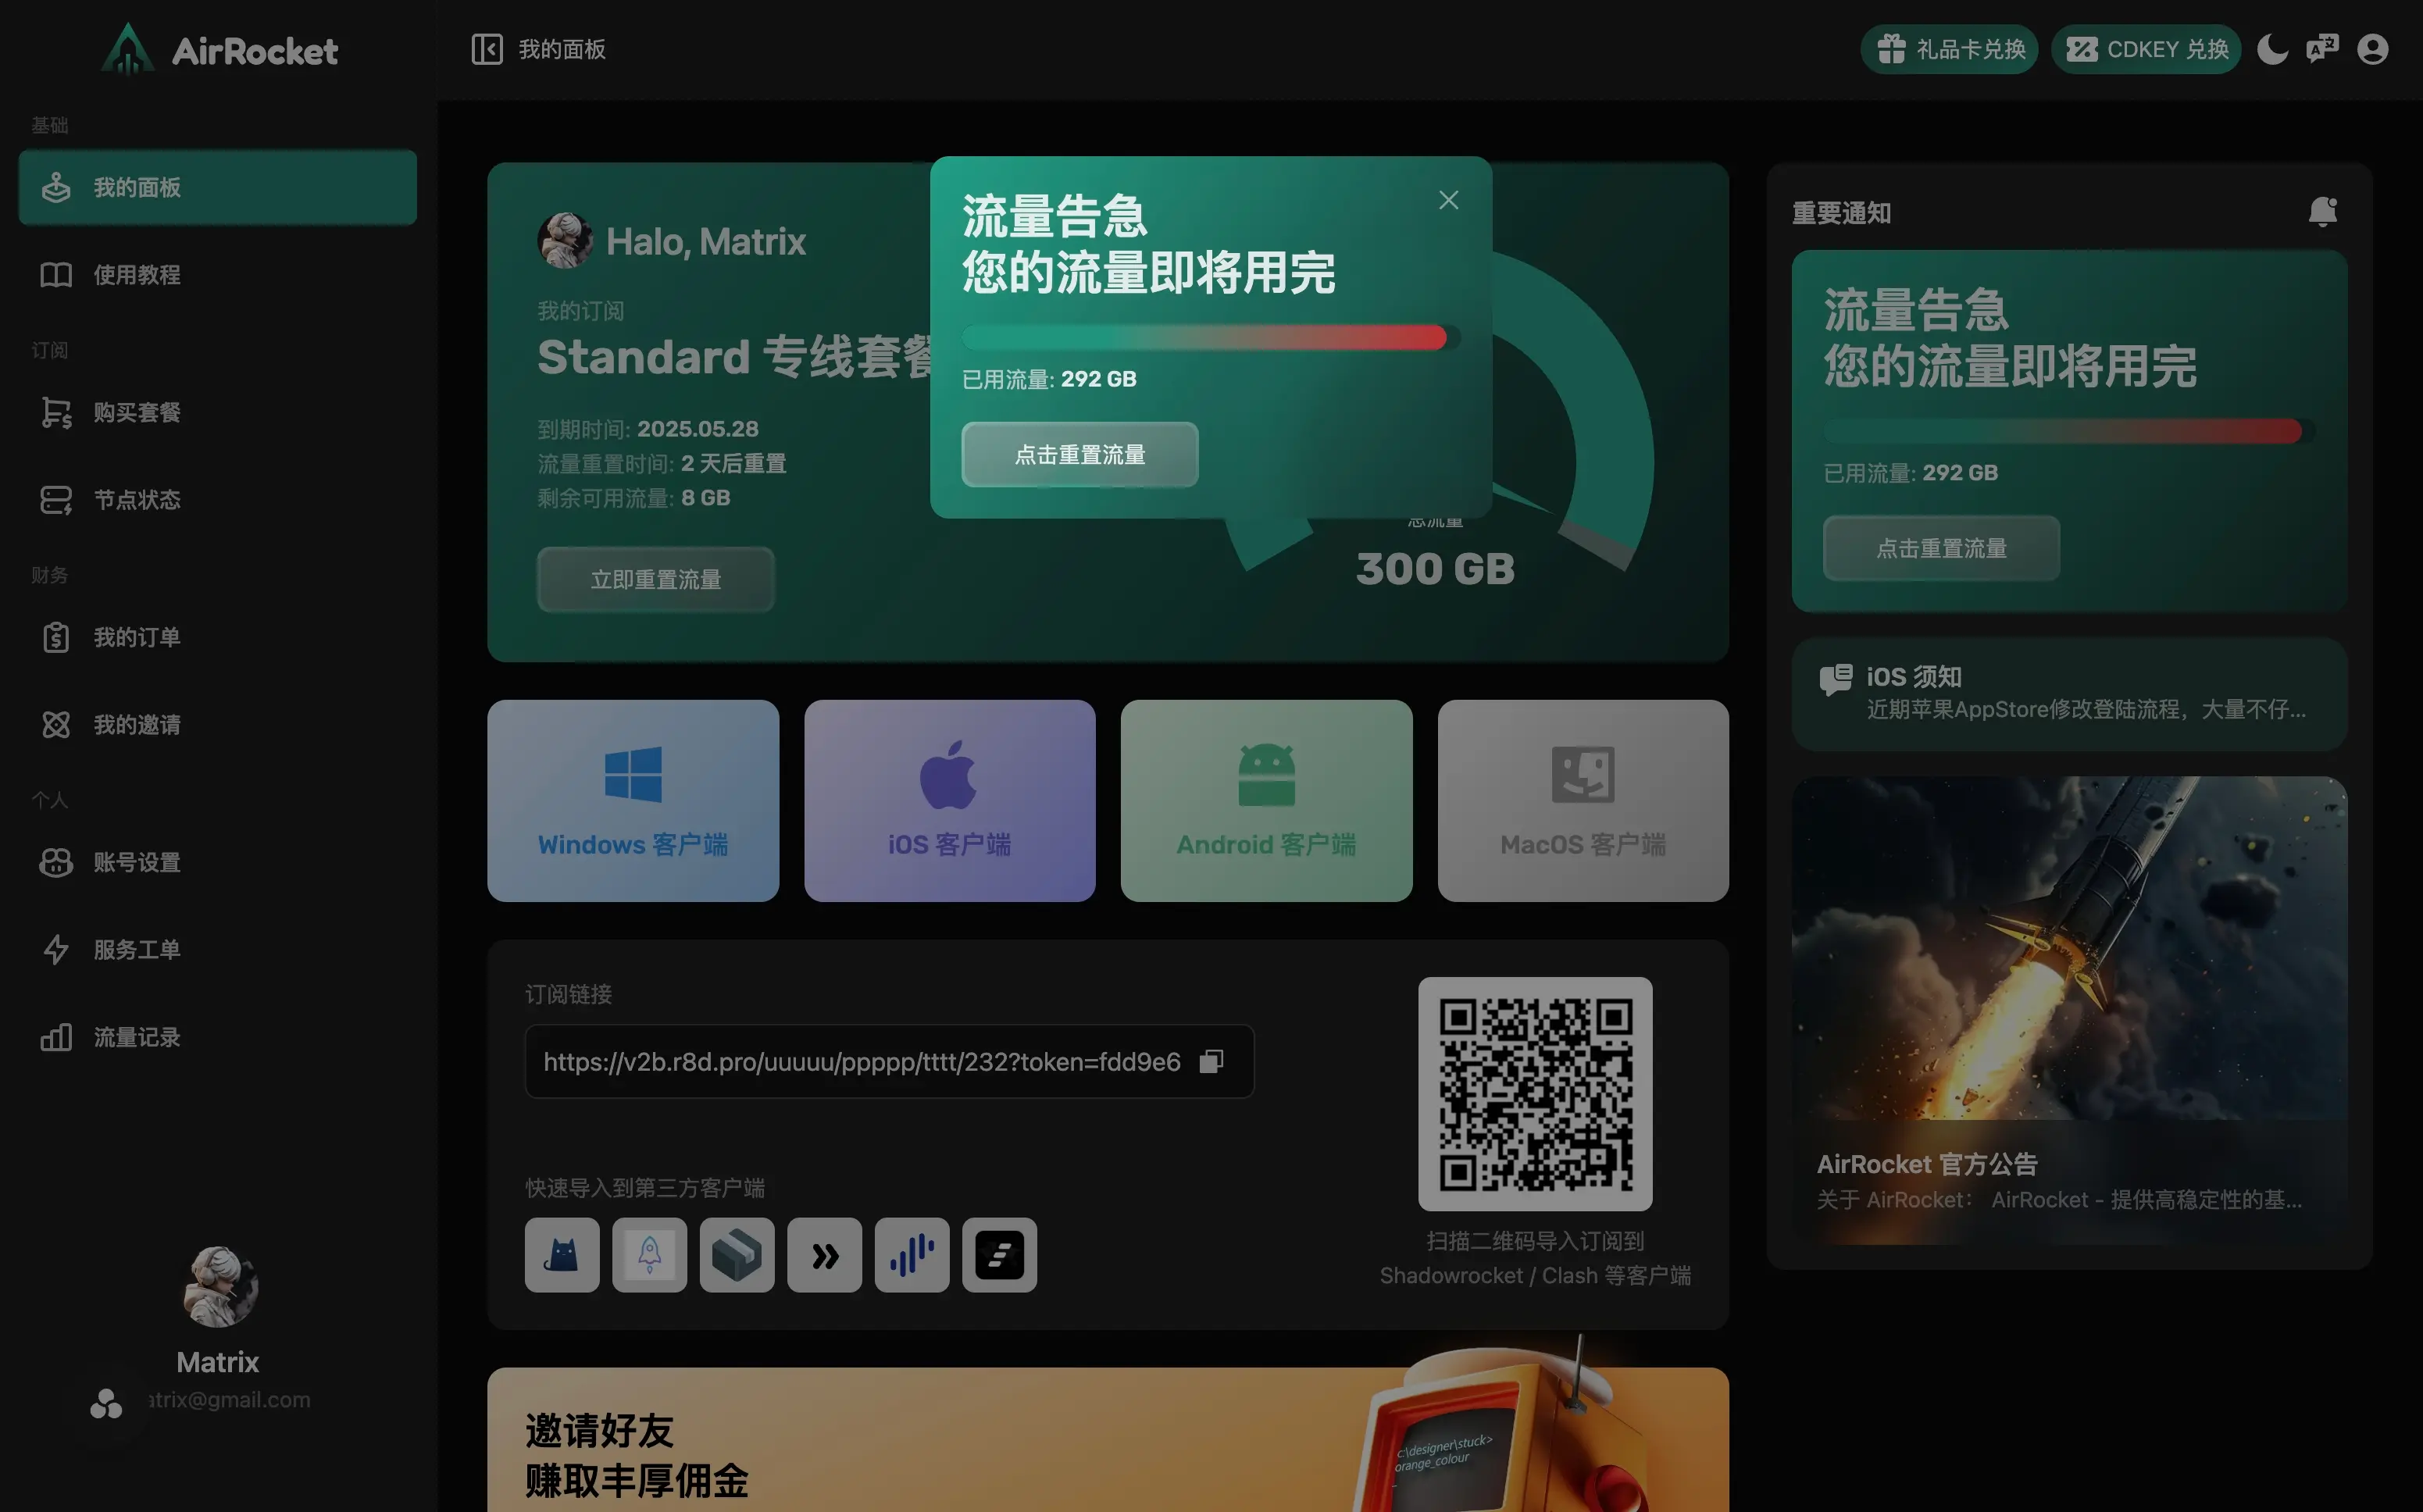 AirRocket
我的面板
礼品卡兑换
CDKEY 兑换
基础
我的面板
使用教程
订阅
购买套餐
节点状态
财务
我的订单
我的邀请
个人
账号设置
服务工单
流量记录
Matrix
atrix@gmail.com
Halo, Matrix
我的订阅
Standard 专线套餐
到期时间: 2025.05.28
流量重置时间: 2 天后重置
剩余可用流量: 8 GB
立即重置流量
总流量
300 GB
流量告急
您的流量即将用完
已用流量: 292 GB
点击重置流量
Windows 客户端
iOS 客户端
Android 客户端
MacOS 客户端
订阅链接
https://v2b.r8d.pro/uuuuu/ppppp/tttt/232?token=fdd9e6
快速导入到第三方客户端
扫描二维码导入订阅到
Shadowrocket / Clash 等客户端
邀请好友
赚取丰厚佣金
c:\designer\stuck>
orange_colour
重要通知
流量告急
您的流量即将用完
已用流量: 292 GB
点击重置流量
iOS 须知
近期苹果AppStore修改登陆流程，大量不仔...
AirRocket 官方公告
关于 AirRocket： AirRocket - 提供高稳定性的基...